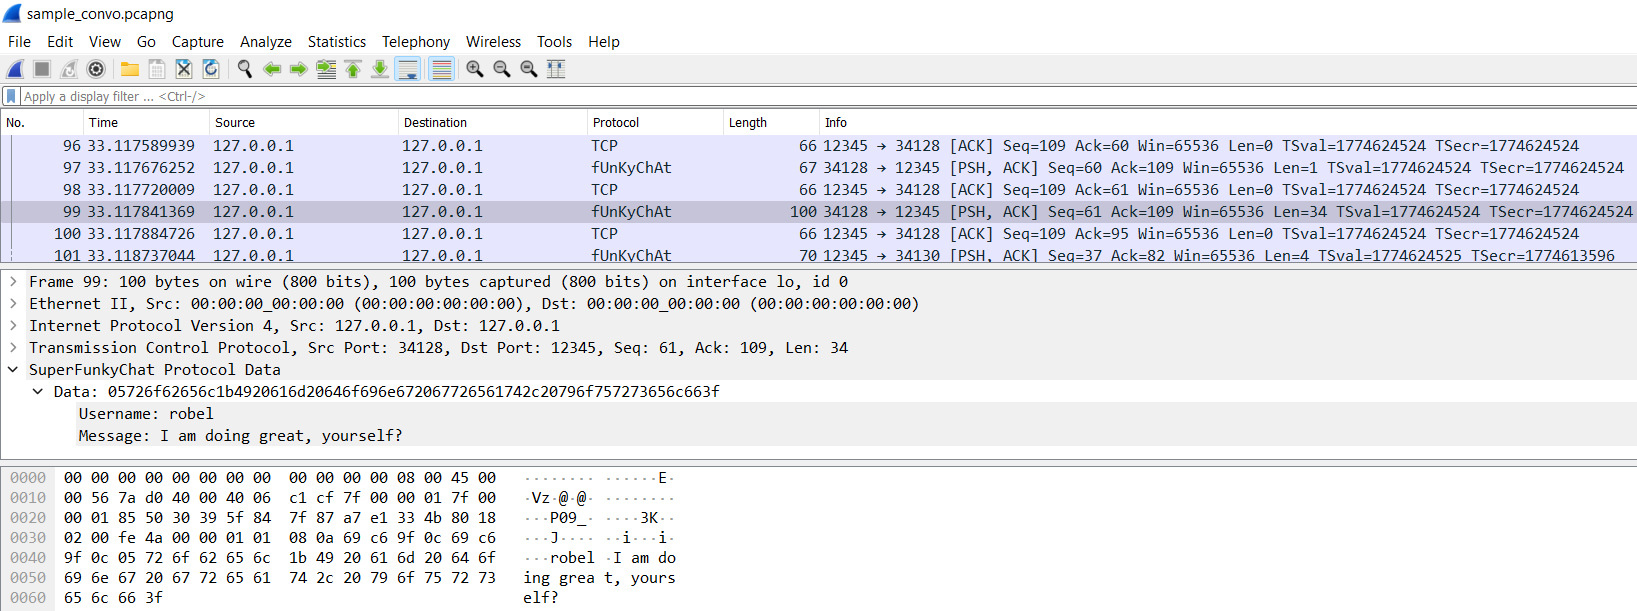 sample_convo.pcapng
File Edit View Go Capture Analyze Statistics Telephony Wireless Tools Help
Apply a display filter ... <Ctrl-/>
No. Time Source Destination Protocol Length Info
96 33.117589939 127.0.0.1 127.0.0.1 TCP 66 12345 → 34128 [ACK] Seq=109 Ack=60 Win=65536 Len=0 TSval=1774624524 TSecr=1774624524
97 33.117676252 127.0.0.1 127.0.0.1 fUnKyChAt 67 34128 → 12345 [PSH, ACK] Seq=60 Ack=109 Win=65536 Len=1 TSval=1774624524 TSecr=1774624524
98 33.117720009 127.0.0.1 127.0.0.1 TCP 66 12345 → 34128 [ACK] Seq=109 Ack=61 Win=65536 Len=0 TSval=1774624524 TSecr=1774624524
99 33.117841369 127.0.0.1 127.0.0.1 fUnKyChAt 100 34128 → 12345 [PSH, ACK] Seq=61 Ack=109 Win=65536 Len=34 TSval=1774624524 TSecr=1774624524
100 33.117884726 127.0.0.1 127.0.0.1 TCP 66 12345 → 34128 [ACK] Seq=109 Ack=95 Win=65536 Len=0 TSval=1774624524 TSecr=1774624524
101 33.118737044 127.0.0.1 127.0.0.1 fUnKyChAt 70 12345 → 34130 [PSH, ACK] Seq=37 Ack=82 Win=65536 Len=4 TSval=1774624525 TSecr=1774613596
Frame 99: 100 bytes on wire (800 bits), 100 bytes captured (800 bits) on interface lo, id 0
Ethernet II, Src: 00:00:00_00:00:00 (00:00:00:00:00:00), Dst: 00:00:00_00:00:00 (00:00:00:00:00:00)
Internet Protocol Version 4, Src: 127.0.0.1, Dst: 127.0.0.1
Transmission Control Protocol, Src Port: 34128, Dst Port: 12345, Seq: 61, Ack: 109, Len: 34
SuperFunkyChat Protocol Data
Data: 05726f62656c1b4920616d20646f696e672067726561742c20796f757273656c663f
Username: robel
Message: I am doing great, yourself?
0000 00 00 00 00 00 00 00 00 00 00 00 00 08 00 45 00 ········ ······E·
0010 00 56 7a d0 40 00 40 06 c1 cf 7f 00 00 01 7f 00 ·Vz·@·@· ········
0020 00 01 85 50 30 39 5f 84 7f 87 a7 e1 33 4b 80 18 ···P09_· ····3K··
0030 02 00 fe 4a 00 00 01 01 08 0a 69 c6 9f 0c 69 c6 ···J···· ··i···i·
0040 9f 0c 05 72 6f 62 65 6c 1b 49 20 61 6d 20 64 6f ···robel ·I am do
0050 69 6e 67 20 67 72 65 61 74 2c 20 79 6f 75 72 73 ing grea t, yours
0060 65 6c 66 3f elf?